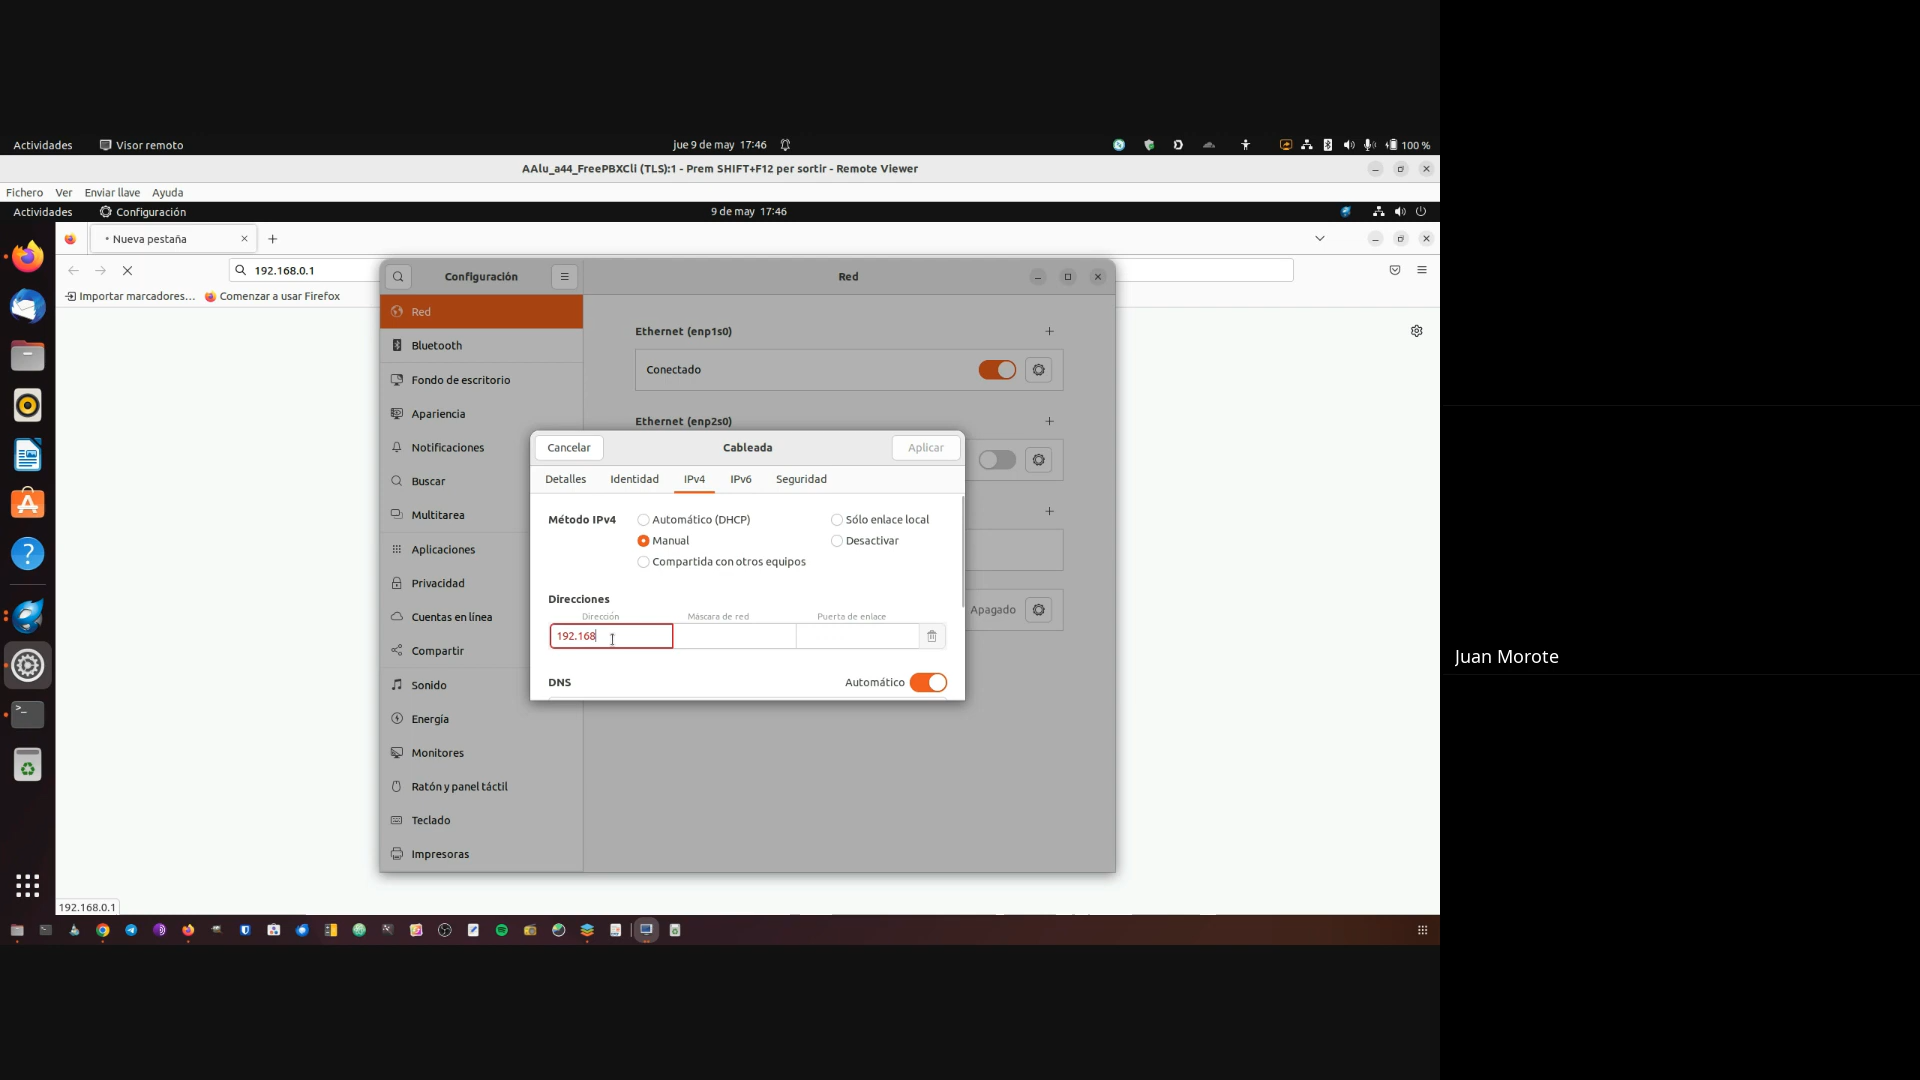 Actividades Visor remoto jue 9 de may 17:46 100 %
AAlu_a44_FreePBXCli (TLS):1 - Prem SHIFT+F12 per sortir - Remote Viewer
Fichero Ver Enviar llave Ayuda
Actividades Configuración 9 de may 17:46
Nueva pestaña
192.168.0.1
Importar marcadores... Comenzar a usar Firefox
Configuración Red
Red
Bluetooth
Fondo de escritorio
Apariencia
Notificaciones
Buscar
Multitarea
Aplicaciones
Privacidad
Cuentas en línea
Compartir
Sonido
Energía
Monitores
Ratón y panel táctil
Teclado
Impresoras
Ethernet (enp1s0)
Conectado
Ethernet (enp2s0)
Apagado
Cancelar Cableada Aplicar
Detalles Identidad IPv4 IPv6 Seguridad
Método IPv4 Automático (DHCP) Sólo enlace local
Manual Desactivar
Compartida con otros equipos
Direcciones
Dirección Máscara de red Puerta de enlace
192.168
DNS Automático
192.168.0.1
Juan Morote